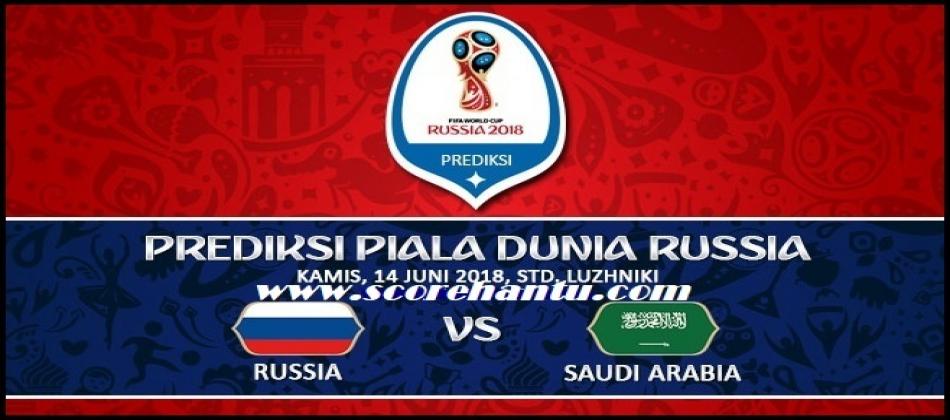 FIFA WORLD CUP
RUSSIA 2018
PREDIKSI
PREDIKSI PIALA DUNIA RUSSIA
KAMIS, 14 JUNI 2018, STD. LUZHNIKI
www.scorehantu.com
VS
RUSSIA
SAUDI ARABIA